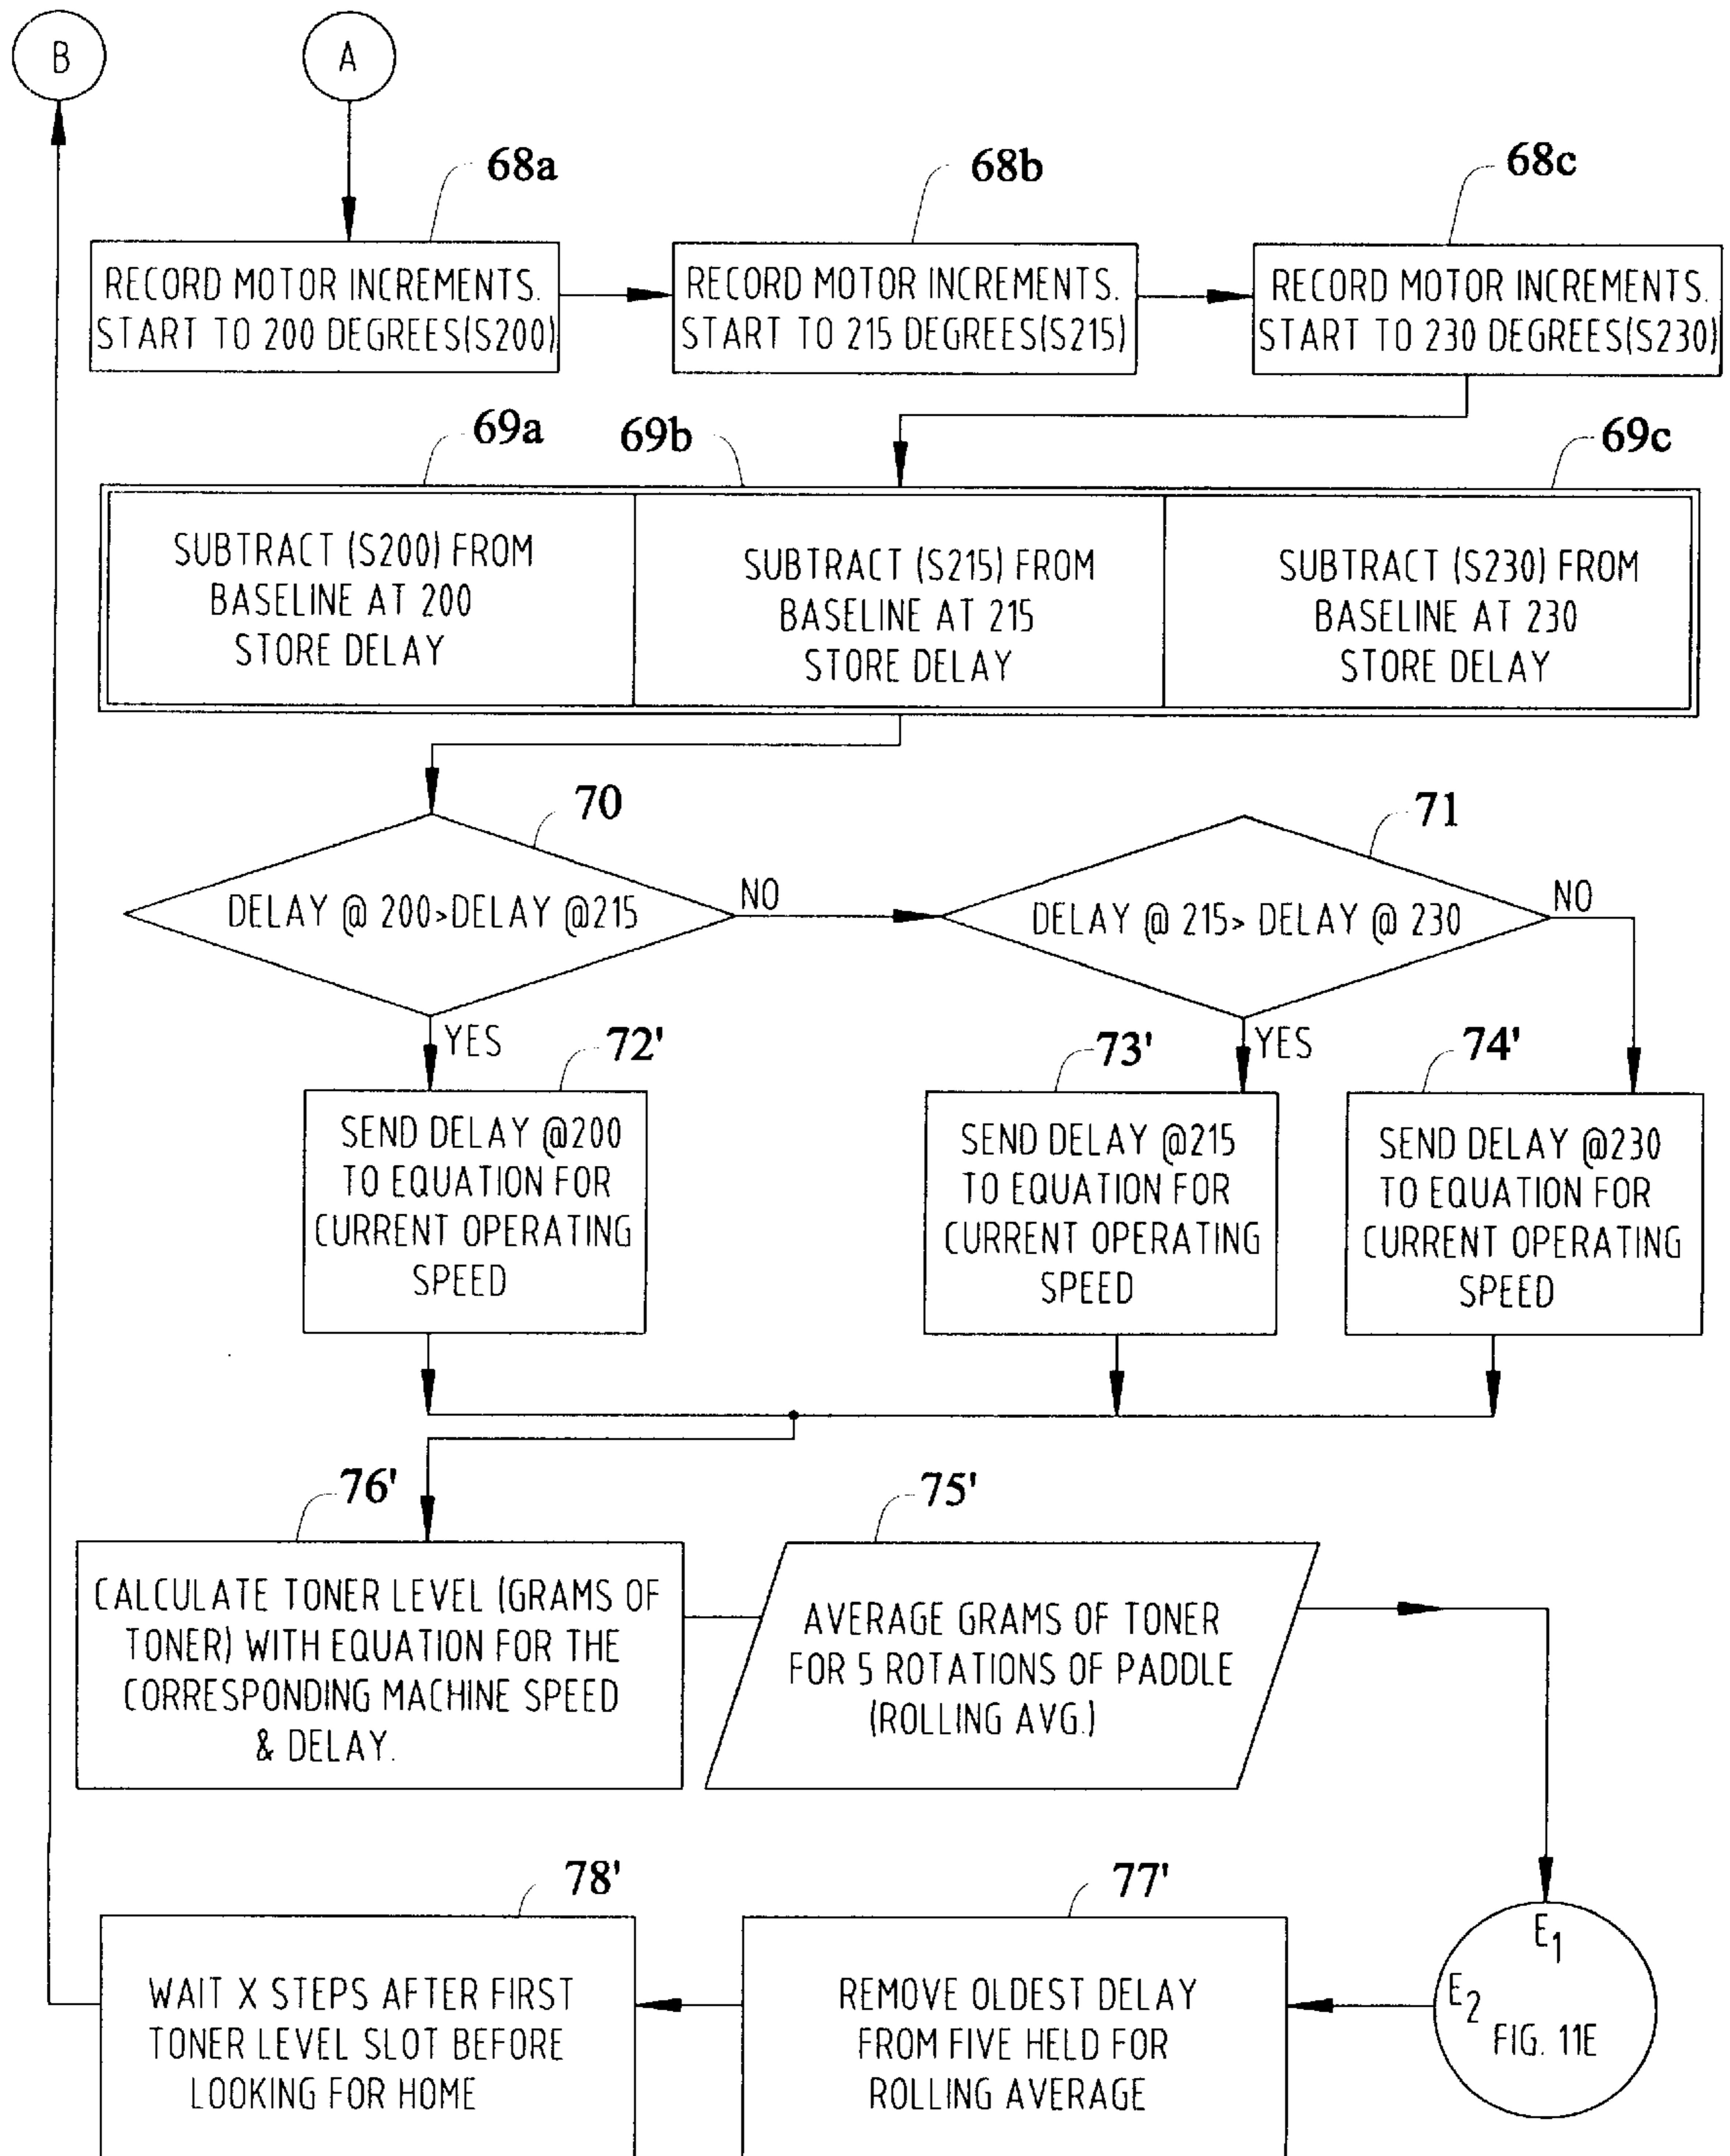 B
A
68a
68b
68c
RECORD MOTOR INCREMENTS.
START TO 200 DEGREES(S200)
RECORD MOTOR INCREMENTS.
START TO 215 DEGREES(S215)
RECORD MOTOR INCREMENTS.
START TO 230 DEGREES(S230)
69a
69b
69c
SUBTRACT (S200) FROM
BASELINE AT 200
STORE DELAY
SUBTRACT (S215) FROM
BASELINE AT 215
STORE DELAY
SUBTRACT (S230) FROM
BASELINE AT 230
STORE DELAY
70
71
DELAY @ 200>DELAY @215
NO
DELAY @ 215> DELAY @ 230
NO
YES
72'
73'
YES
74'
SEND DELAY @200
TO EQUATION FOR
CURRENT OPERATING
SPEED
SEND DELAY @215
TO EQUATION FOR
CURRENT OPERATING
SPEED
SEND DELAY @230
TO EQUATION FOR
CURRENT OPERATING
SPEED
76'
75'
CALCULATE TONER LEVEL (GRAMS OF
TONER) WITH EQUATION FOR THE
CORRESPONDING MACHINE SPEED
& DELAY.
AVERAGE GRAMS OF TONER
FOR 5 ROTATIONS OF PADDLE
(ROLLING AVG.)
78'
77'
WAIT X STEPS AFTER FIRST
TONER LEVEL SLOT BEFORE
LOOKING FOR HOME
REMOVE OLDEST DELAY
FROM FIVE HELD FOR
ROLLING AVERAGE
E1
E2
FIG. 11E